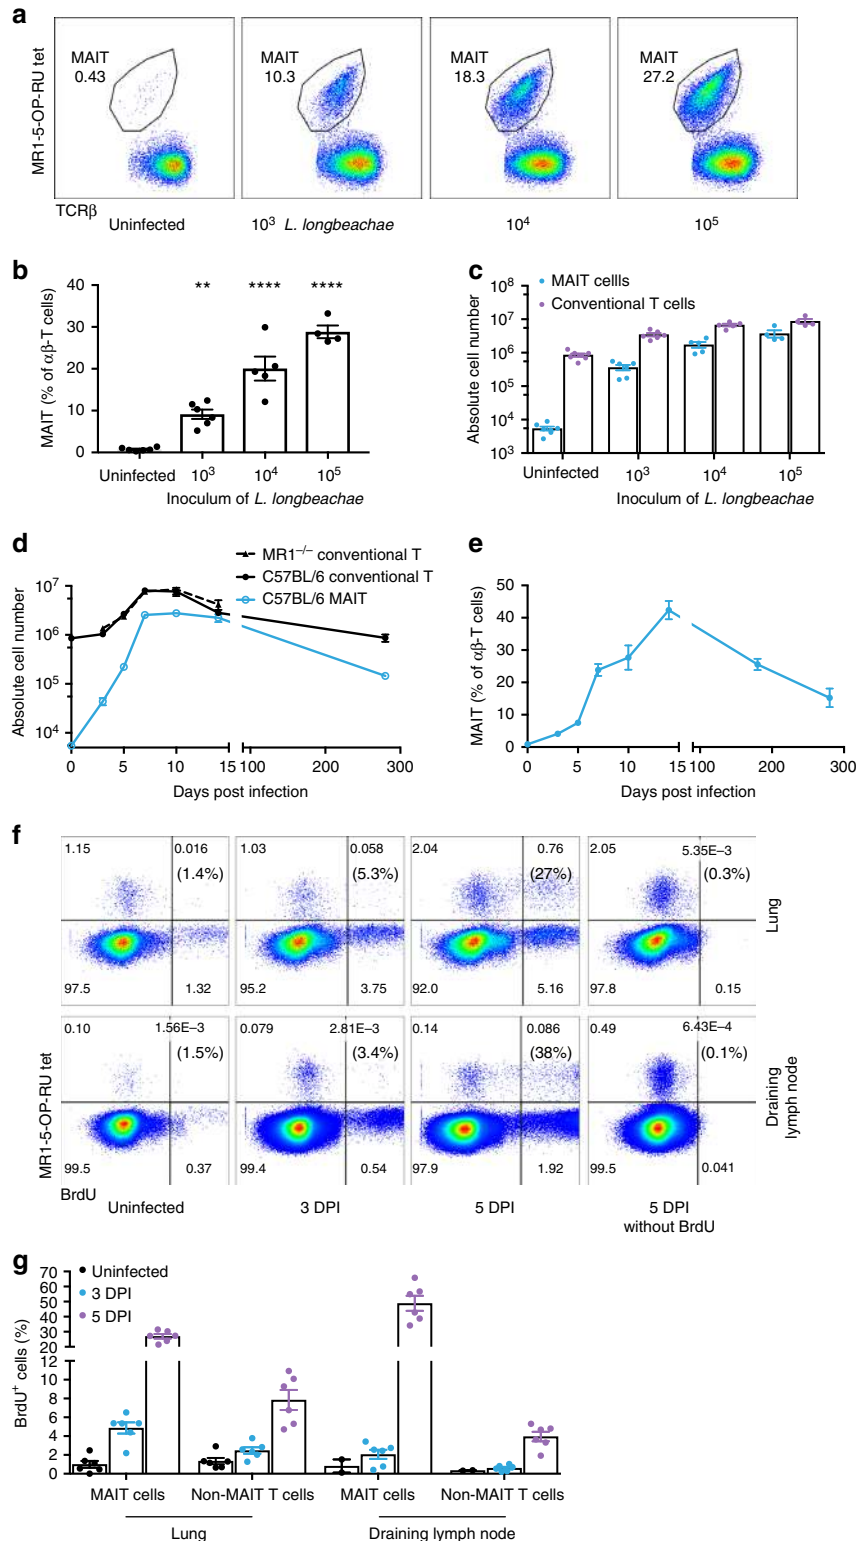 a
MR1-5-OP-RU tet
MAIT
0.43
MAIT
10.3
MAIT
18.3
MAIT
27.2
TCRβ
Uninfected
10³ L. longbeachae
10⁴
10⁵
b
MAIT (% of αβ-T cells)
40
30
20
10
0
** **** ****
Uninfected 10³ 10⁴ 10⁵
Inoculum of L. longbeachae
c
Absolute cell number
10⁸
10⁷
10⁶
10⁵
10⁴
10³
MAIT cellls
Conventional T cells
Uninfected 10³ 10⁴ 10⁵
Inoculum of L. longbeachae
d
MR1⁻/⁻ conventional T
C57BL/6 conventional T
C57BL/6 MAIT
Absolute cell number
10⁷
10⁶
10⁵
10⁴
0 5 10 15 100 200 300
Days post infection
e
MAIT (% of αβ-T cells)
50
40
30
20
10
0
0 5 10 15 100 200 300
Days post infection
f
1.15 0.016
(1.4%)
97.5 1.32
1.03 0.058
(5.3%)
95.2 3.75
2.04 0.76
(27%)
92.0 5.16
2.05 5.35E–3
(0.3%)
97.8 0.15
Lung
0.10 1.56E–3
(1.5%)
99.5 0.37
0.079 2.81E–3
(3.4%)
99.4 0.54
0.14 0.086
(38%)
97.9 1.92
0.49 6.43E–4
(0.1%)
99.5 0.041
Draining
lymph node
MR1-5-OP-RU tet
BrdU
Uninfected
3 DPI
5 DPI
5 DPI
without BrdU
g
Uninfected
3 DPI
5 DPI
BrdU⁺ cells (%)
70
60
50
40
30
20
12
10
8
6
4
2
0
MAIT cells Non-MAIT T cells MAIT cells Non-MAIT T cells
Lung Draining lymph node